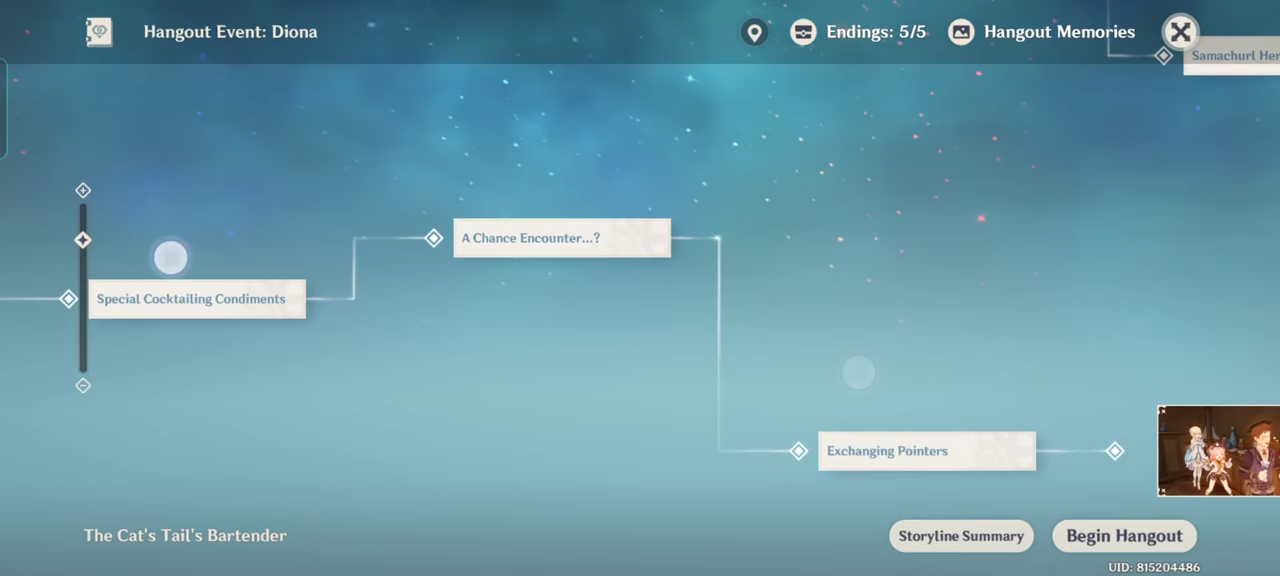 Hangout Event: Diona
Endings: 5/5
Hangout Memories
A Chance Encounter...?
Special Cocktailing Condiments
Exchanging Pointers
The Cat's Tail's Bartender
Storyline Summary
Begin Hangout
UID: 815204486
Samachurl